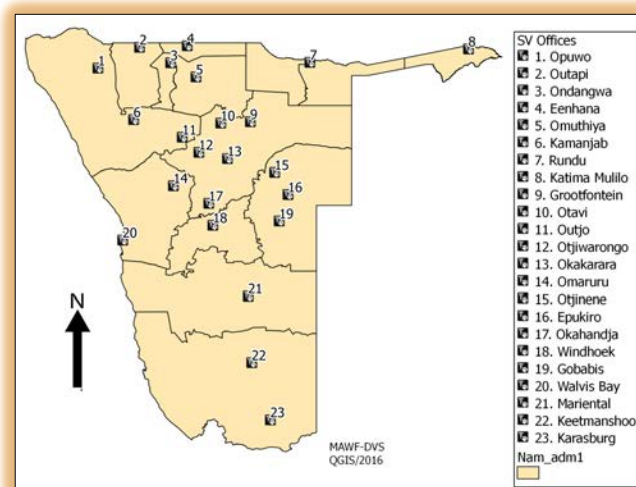 1
2
3
4
5
6
7
8
9
10
11
12
13
14
15
16
17
18
19
20
21
22
23
N
MAWF-DVS
QGIS/2016
SV Offices
1. Opuwo
2. Outapi
3. Ondangwa
4. Eenhana
5. Omuthiya
6. Kamanjab
7. Rundu
8. Katima Mulilo
9. Grootfontein
10. Otavi
11. Outjo
12. Otjiwarongo
13. Okakarara
14. Omaruru
15. Otjinene
16. Epukiro
17. Okahandja
18. Windhoek
19. Gobabis
20. Walvis Bay
21. Mariental
22. Keetmanshoo
23. Karasburg
Nam_adm1